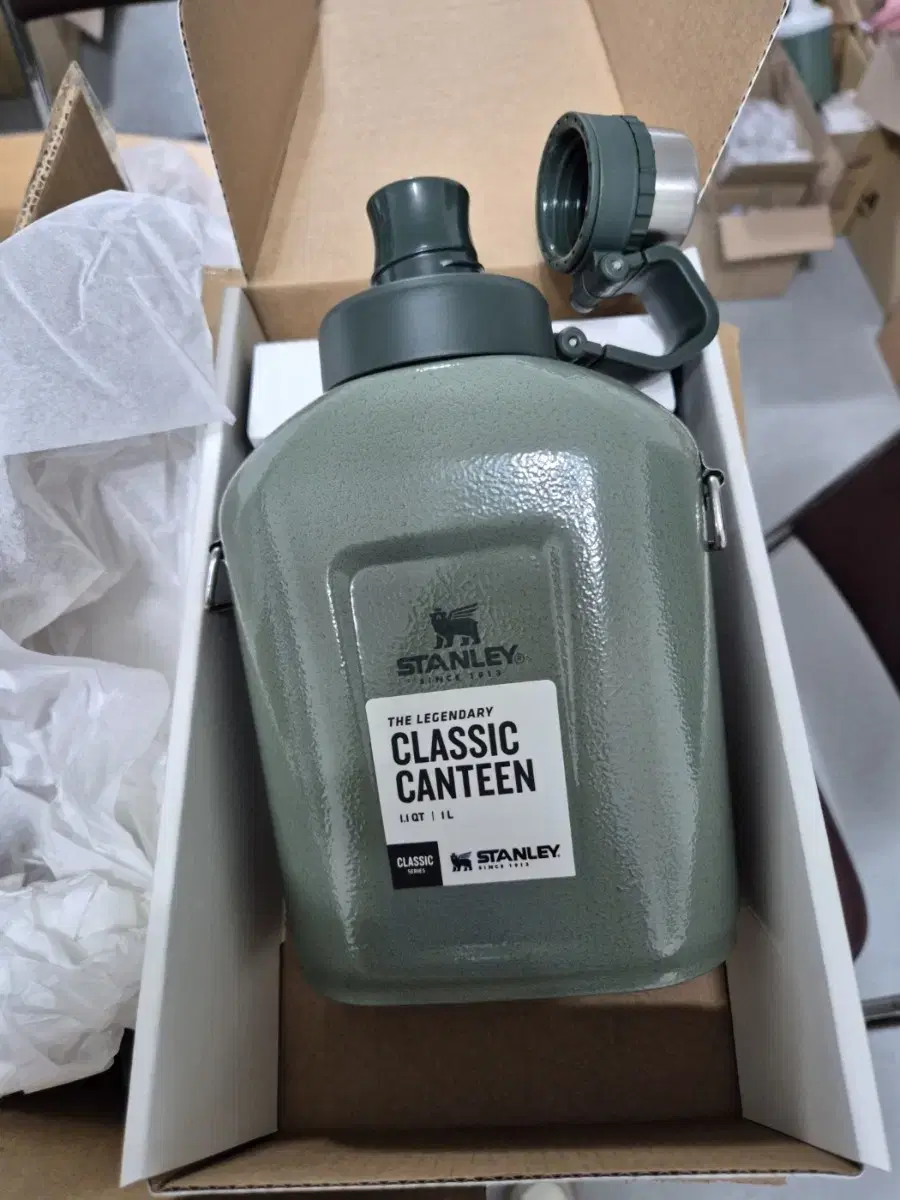 STANLEY®
SINCE 1913
THE LEGENDARY
CLASSIC
CANTEEN
1.1 QT | 1 L
CLASSIC
SERIES
STANLEY.
SINCE 1913